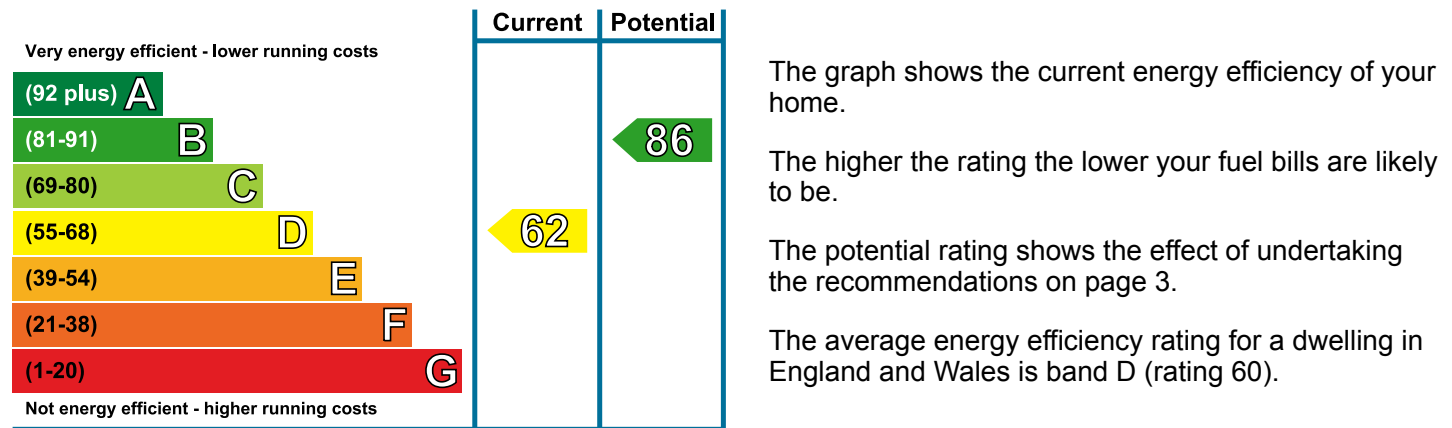 Current Potential
Very energy efficient - lower running costs
(92 plus) A
(81-91) B
86
(69-80) C
(55-68) D
62
(39-54) E
(21-38) F
(1-20) G
Not energy efficient - higher running costs
The graph shows the current energy efficiency of your
home.
The higher the rating the lower your fuel bills are likely
to be.
The potential rating shows the effect of undertaking
the recommendations on page 3.
The average energy efficiency rating for a dwelling in
England and Wales is band D (rating 60).